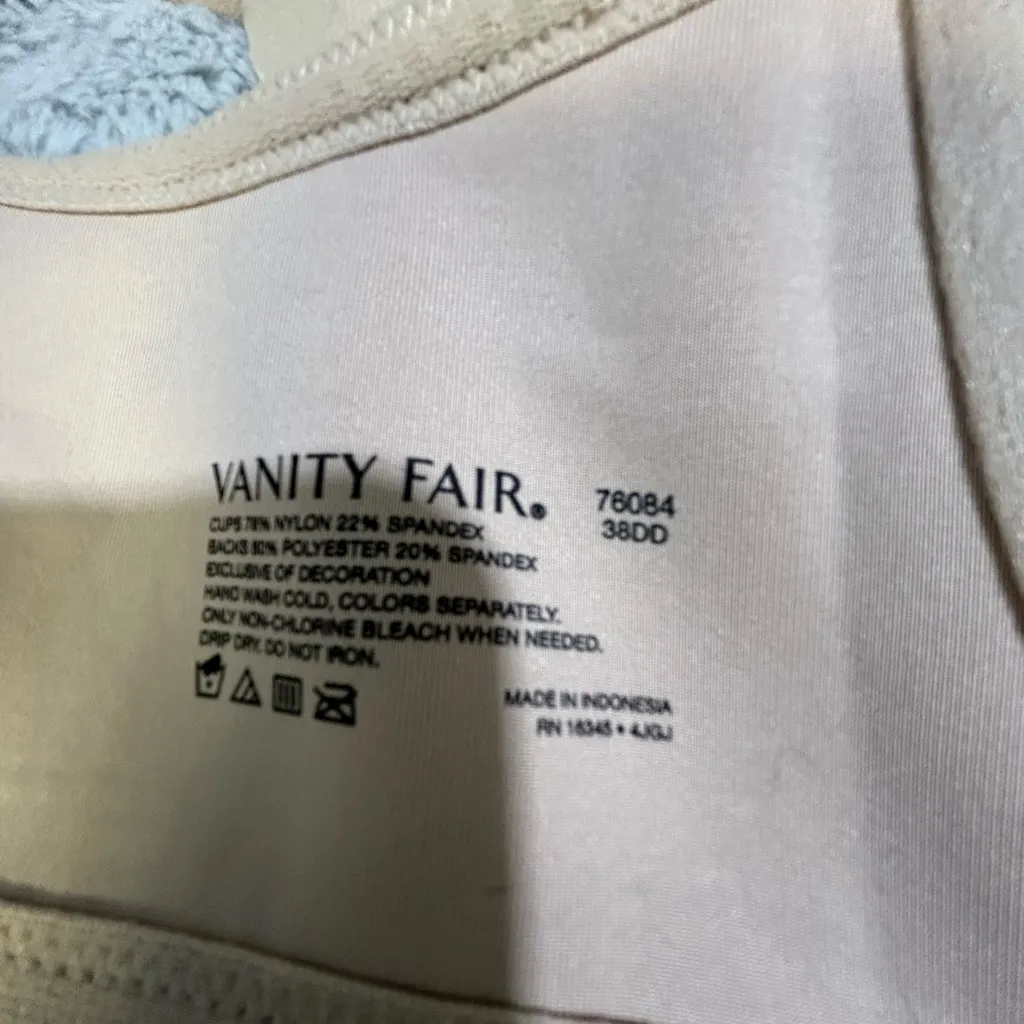 VANITY FAIR®
76084
38DD
CUPS 78% NYLON 22% SPANDEX
BACKS 80% POLYESTER 20% SPANDEX
EXCLUSIVE OF DECORATION
HAND WASH COLD, COLORS SEPARATELY.
ONLY NON-CHLORINE BLEACH WHEN NEEDED.
DRIP DRY. DO NOT IRON.
MADE IN INDONESIA
RN 16345 • 4JGJ